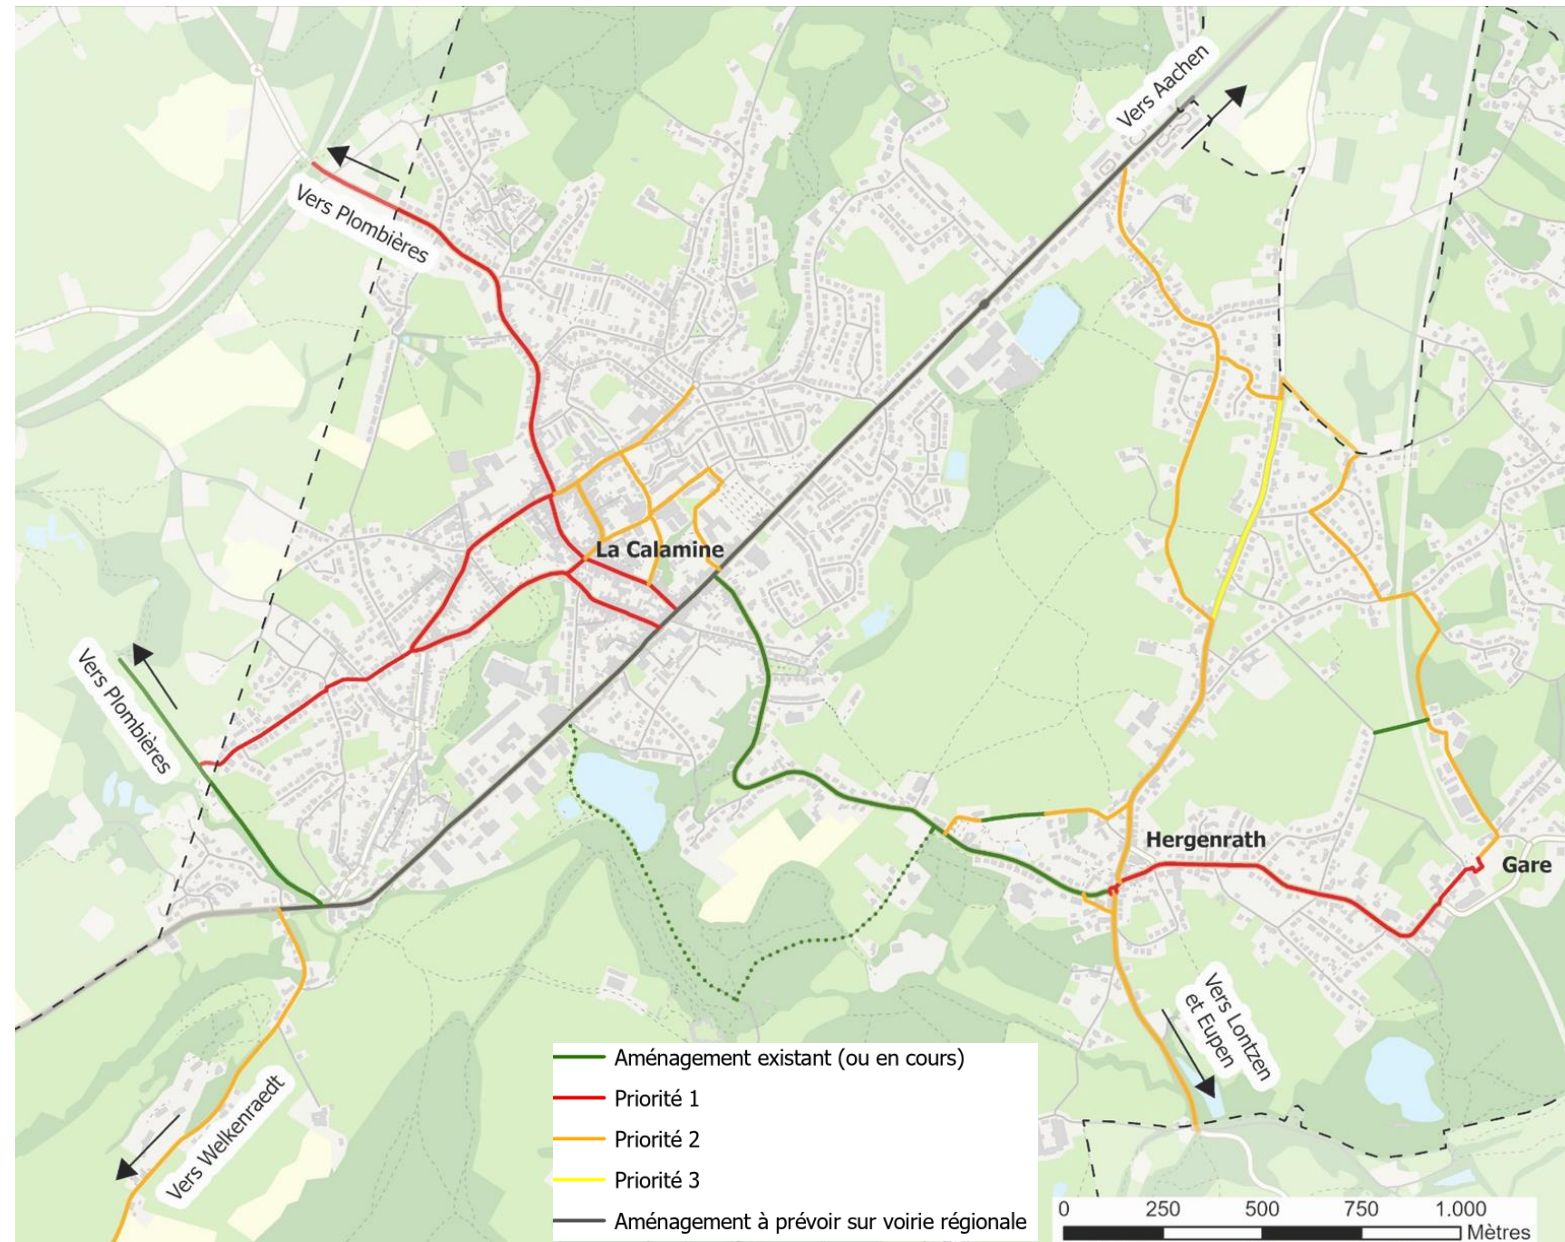 Vers Aachen
Vers Plombières
La Calamine
Vers Plombières
Hergenrath
Gare
Vers Lontzen
et Eupen
Vers Welkenraedt
Aménagement existant (ou en cours)
Priorité 1
Priorité 2
Priorité 3
Aménagement à prévoir sur voirie régionale
0 250 500 750 1.000
Mètres